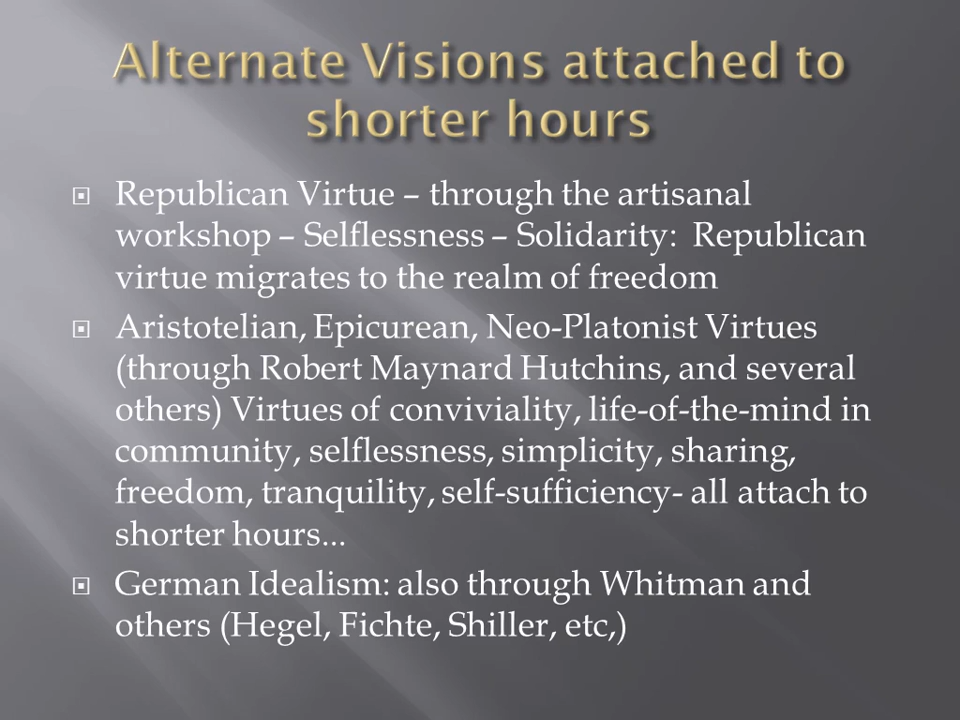 Alternate Visions attached to
shorter hours
Republican Virtue – through the artisanal
workshop – Selflessness – Solidarity:  Republican
virtue migrates to the realm of freedom
Aristotelian, Epicurean, Neo-Platonist Virtues
(through Robert Maynard Hutchins, and several
others) Virtues of conviviality, life-of-the-mind in
community, selflessness, simplicity, sharing,
freedom, tranquility, self-sufficiency- all attach to
shorter hours...
German Idealism: also through Whitman and
others (Hegel, Fichte, Shiller, etc,)